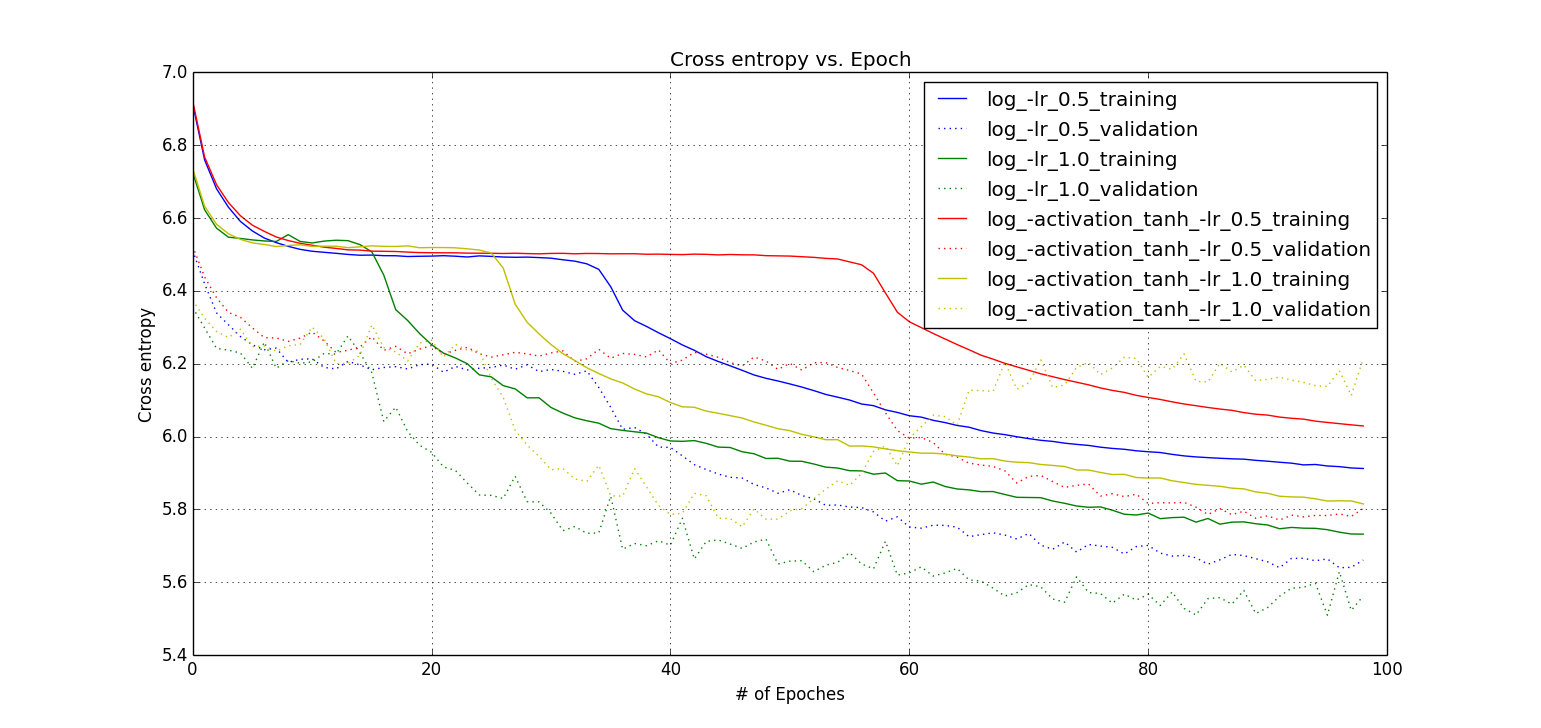 Cross entropy vs. Epoch
7.0
6.8
6.6
6.4
6.2
6.0
5.8
5.6
5.4
Cross entropy
0
20
40
60
80
100
# of Epoches
log_-lr_0.5_training
log_-lr_0.5_validation
log_-lr_1.0_training
log_-lr_1.0_validation
log_-activation_tanh_-lr_0.5_training
log_-activation_tanh_-lr_0.5_validation
log_-activation_tanh_-lr_1.0_training
log_-activation_tanh_-lr_1.0_validation